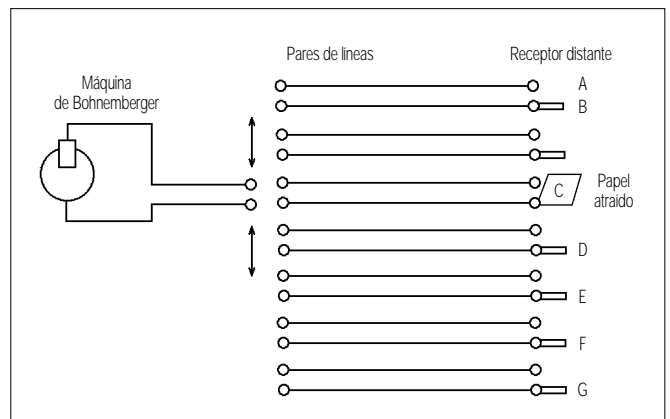 Pares de líneas
Receptor distante
Máquina
de Bohnemberger
A
B
C
Papel
atraído
D
E
F
G